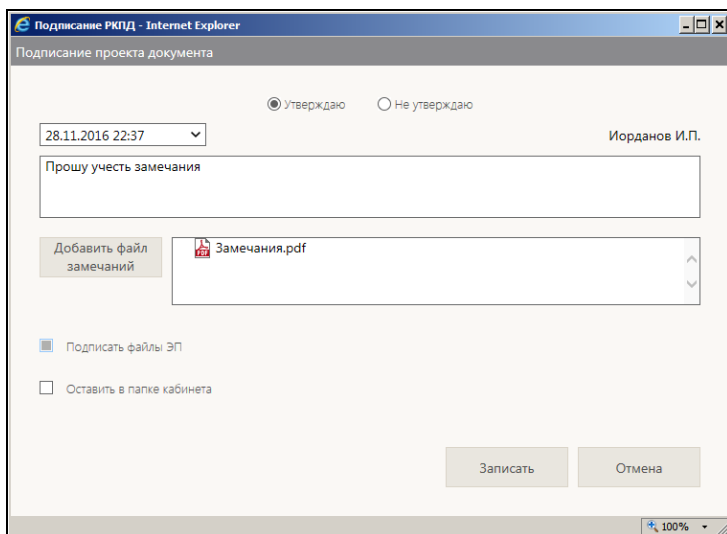 Подписание РКПД - Internet Explorer
Подписание проекта документа
Утверждаю Не утверждаю
28.11.2016 22:37 Иорданов И.П.
Прошу учесть замечания
Добавить файл
замечаний
Замечания.pdf
Подписать файлы ЭП
Оставить в папке кабинета
Записать Отмена
100%